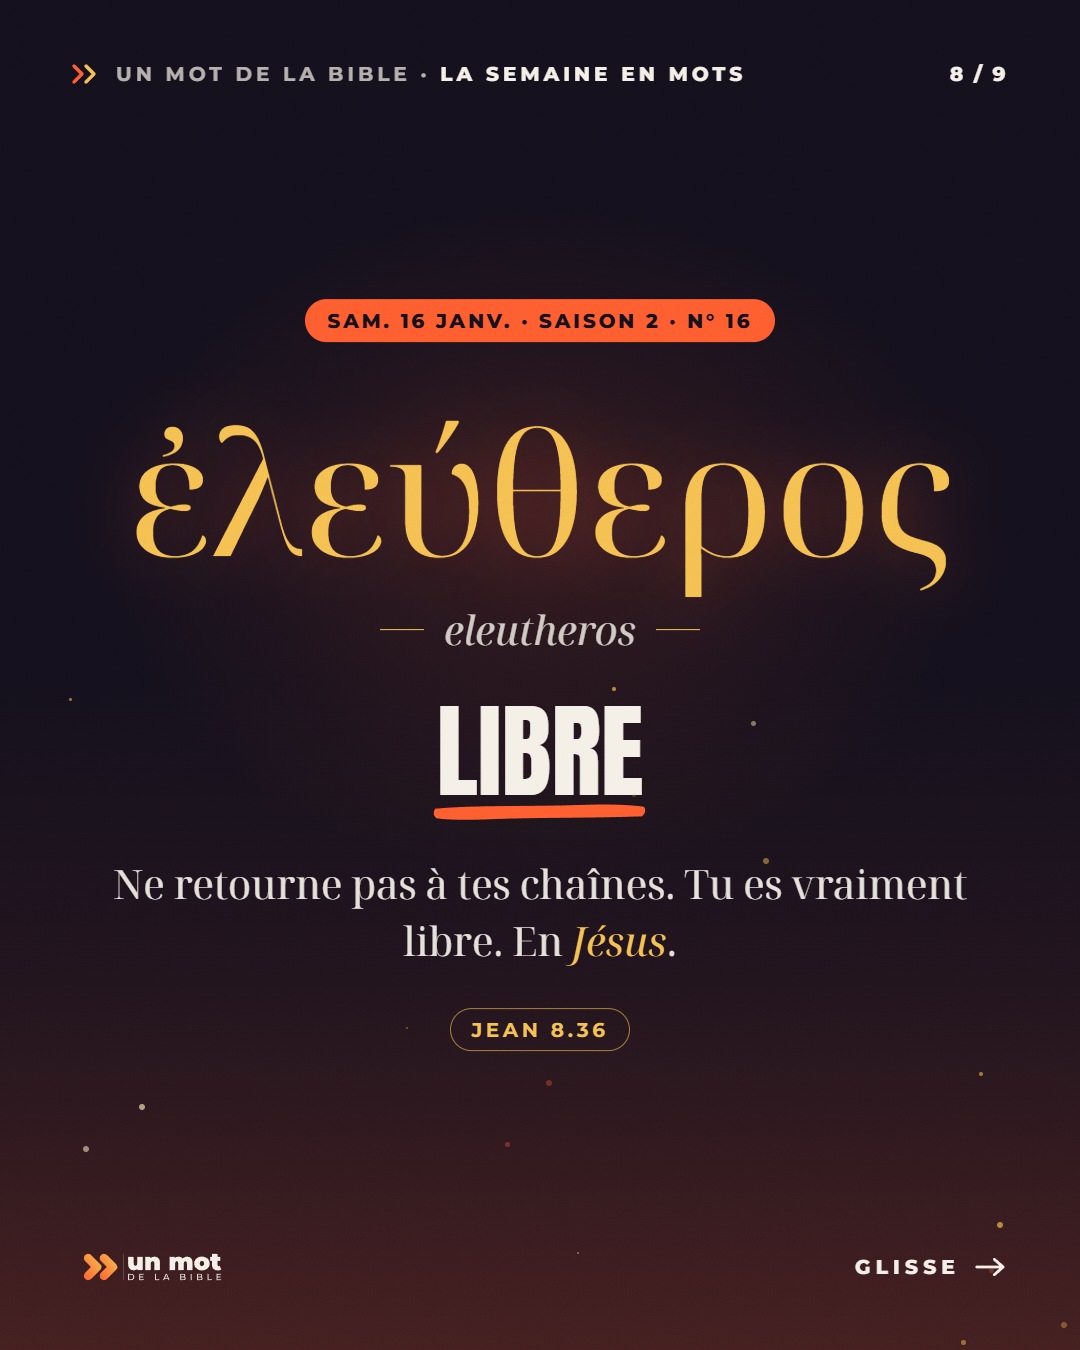 UN MOT DE LA BIBLE · LA SEMAINE EN MOTS
8 / 9
SAM. 16 JANV. · SAISON 2 · N° 16
ἐλεύθερος
eleutheros
LIBRE
Ne retourne pas à tes chaînes. Tu es vraiment
libre. En Jésus.
JEAN 8.36
un mot
DE LA BIBLE
GLISSE →